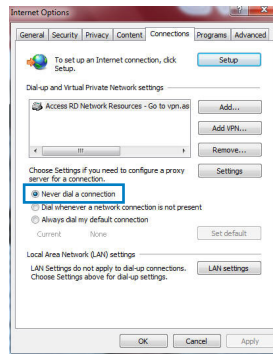 Internet Options
General Security Privacy Content Connections Programs Advanced
To set up an Internet connection, click
Setup.
Setup
Dial-up and Virtual Private Network settings
Access RD Network Resources - Go to vpn.as
Add...
Add VPN...
Remove...
Choose Settings if you need to configure a proxy
server for a connection.
Settings
Never dial a connection
Dial whenever a network connection is not present
Always dial my default connection
Current None
Set default
Local Area Network (LAN) settings
LAN Settings do not apply to dial-up connections.
Choose Settings above for dial-up settings.
LAN settings
OK Cancel Apply